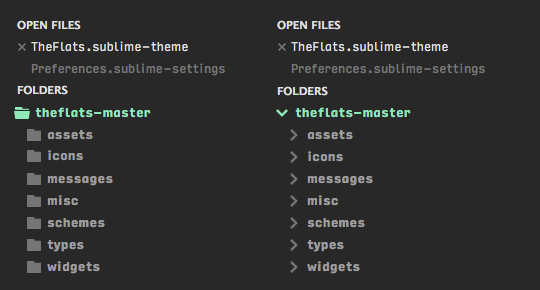 OPEN FILES
TheFlats.sublime-theme
Preferences.sublime-settings
FOLDERS
theflats-master
assets
icons
messages
misc
schemes
types
widgets
OPEN FILES
TheFlats.sublime-theme
Preferences.sublime-settings
FOLDERS
theflats-master
assets
icons
messages
misc
schemes
types
widgets